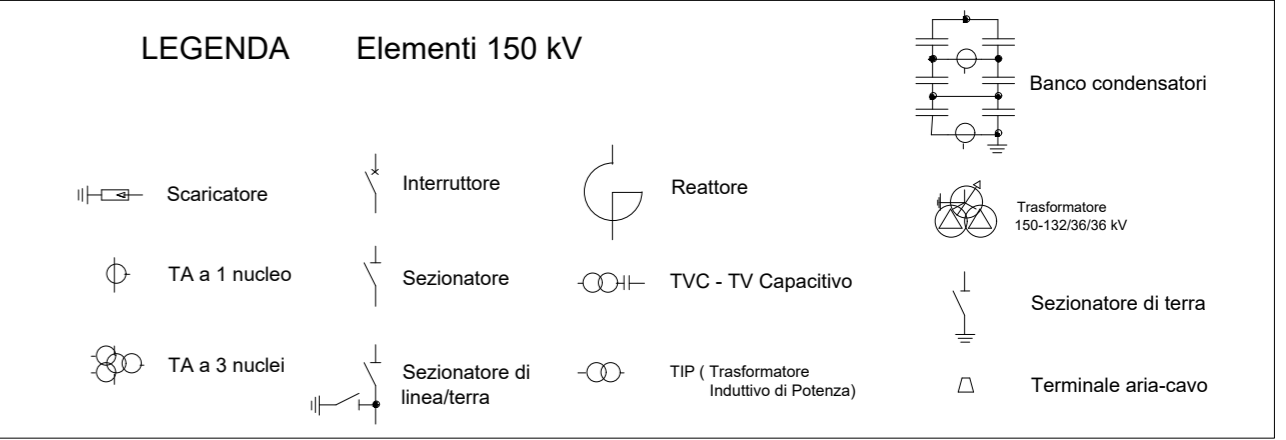 LEGENDA Elementi 150 kV
Banco condensatori
Scaricatore
Interruttore
Reattore
Trasformatore
150-132/36/36 kV
TA a 1 nucleo
Sezionatore
TVC - TV Capacitivo
Sezionatore di terra
TA a 3 nuclei
Sezionatore di
linea/terra
TIP ( Trasformatore
Induttivo di Potenza)
Terminale aria-cavo